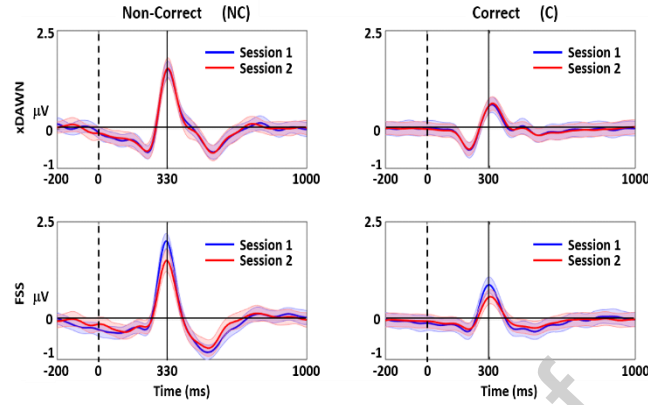 Non-Correct (NC)
Correct (C)
2.5
Session 1
Session 2
xDAWN
μV
0
-1
-200
0
330
1000
2.5
Session 1
Session 2
0
-1
-200
0
300
1000
2.5
Session 1
Session 2
FSS
μV
0
-1
-200
0
330
1000
Time (ms)
2.5
Session 1
Session 2
0
-1
-200
0
300
1000
Time (ms)
f